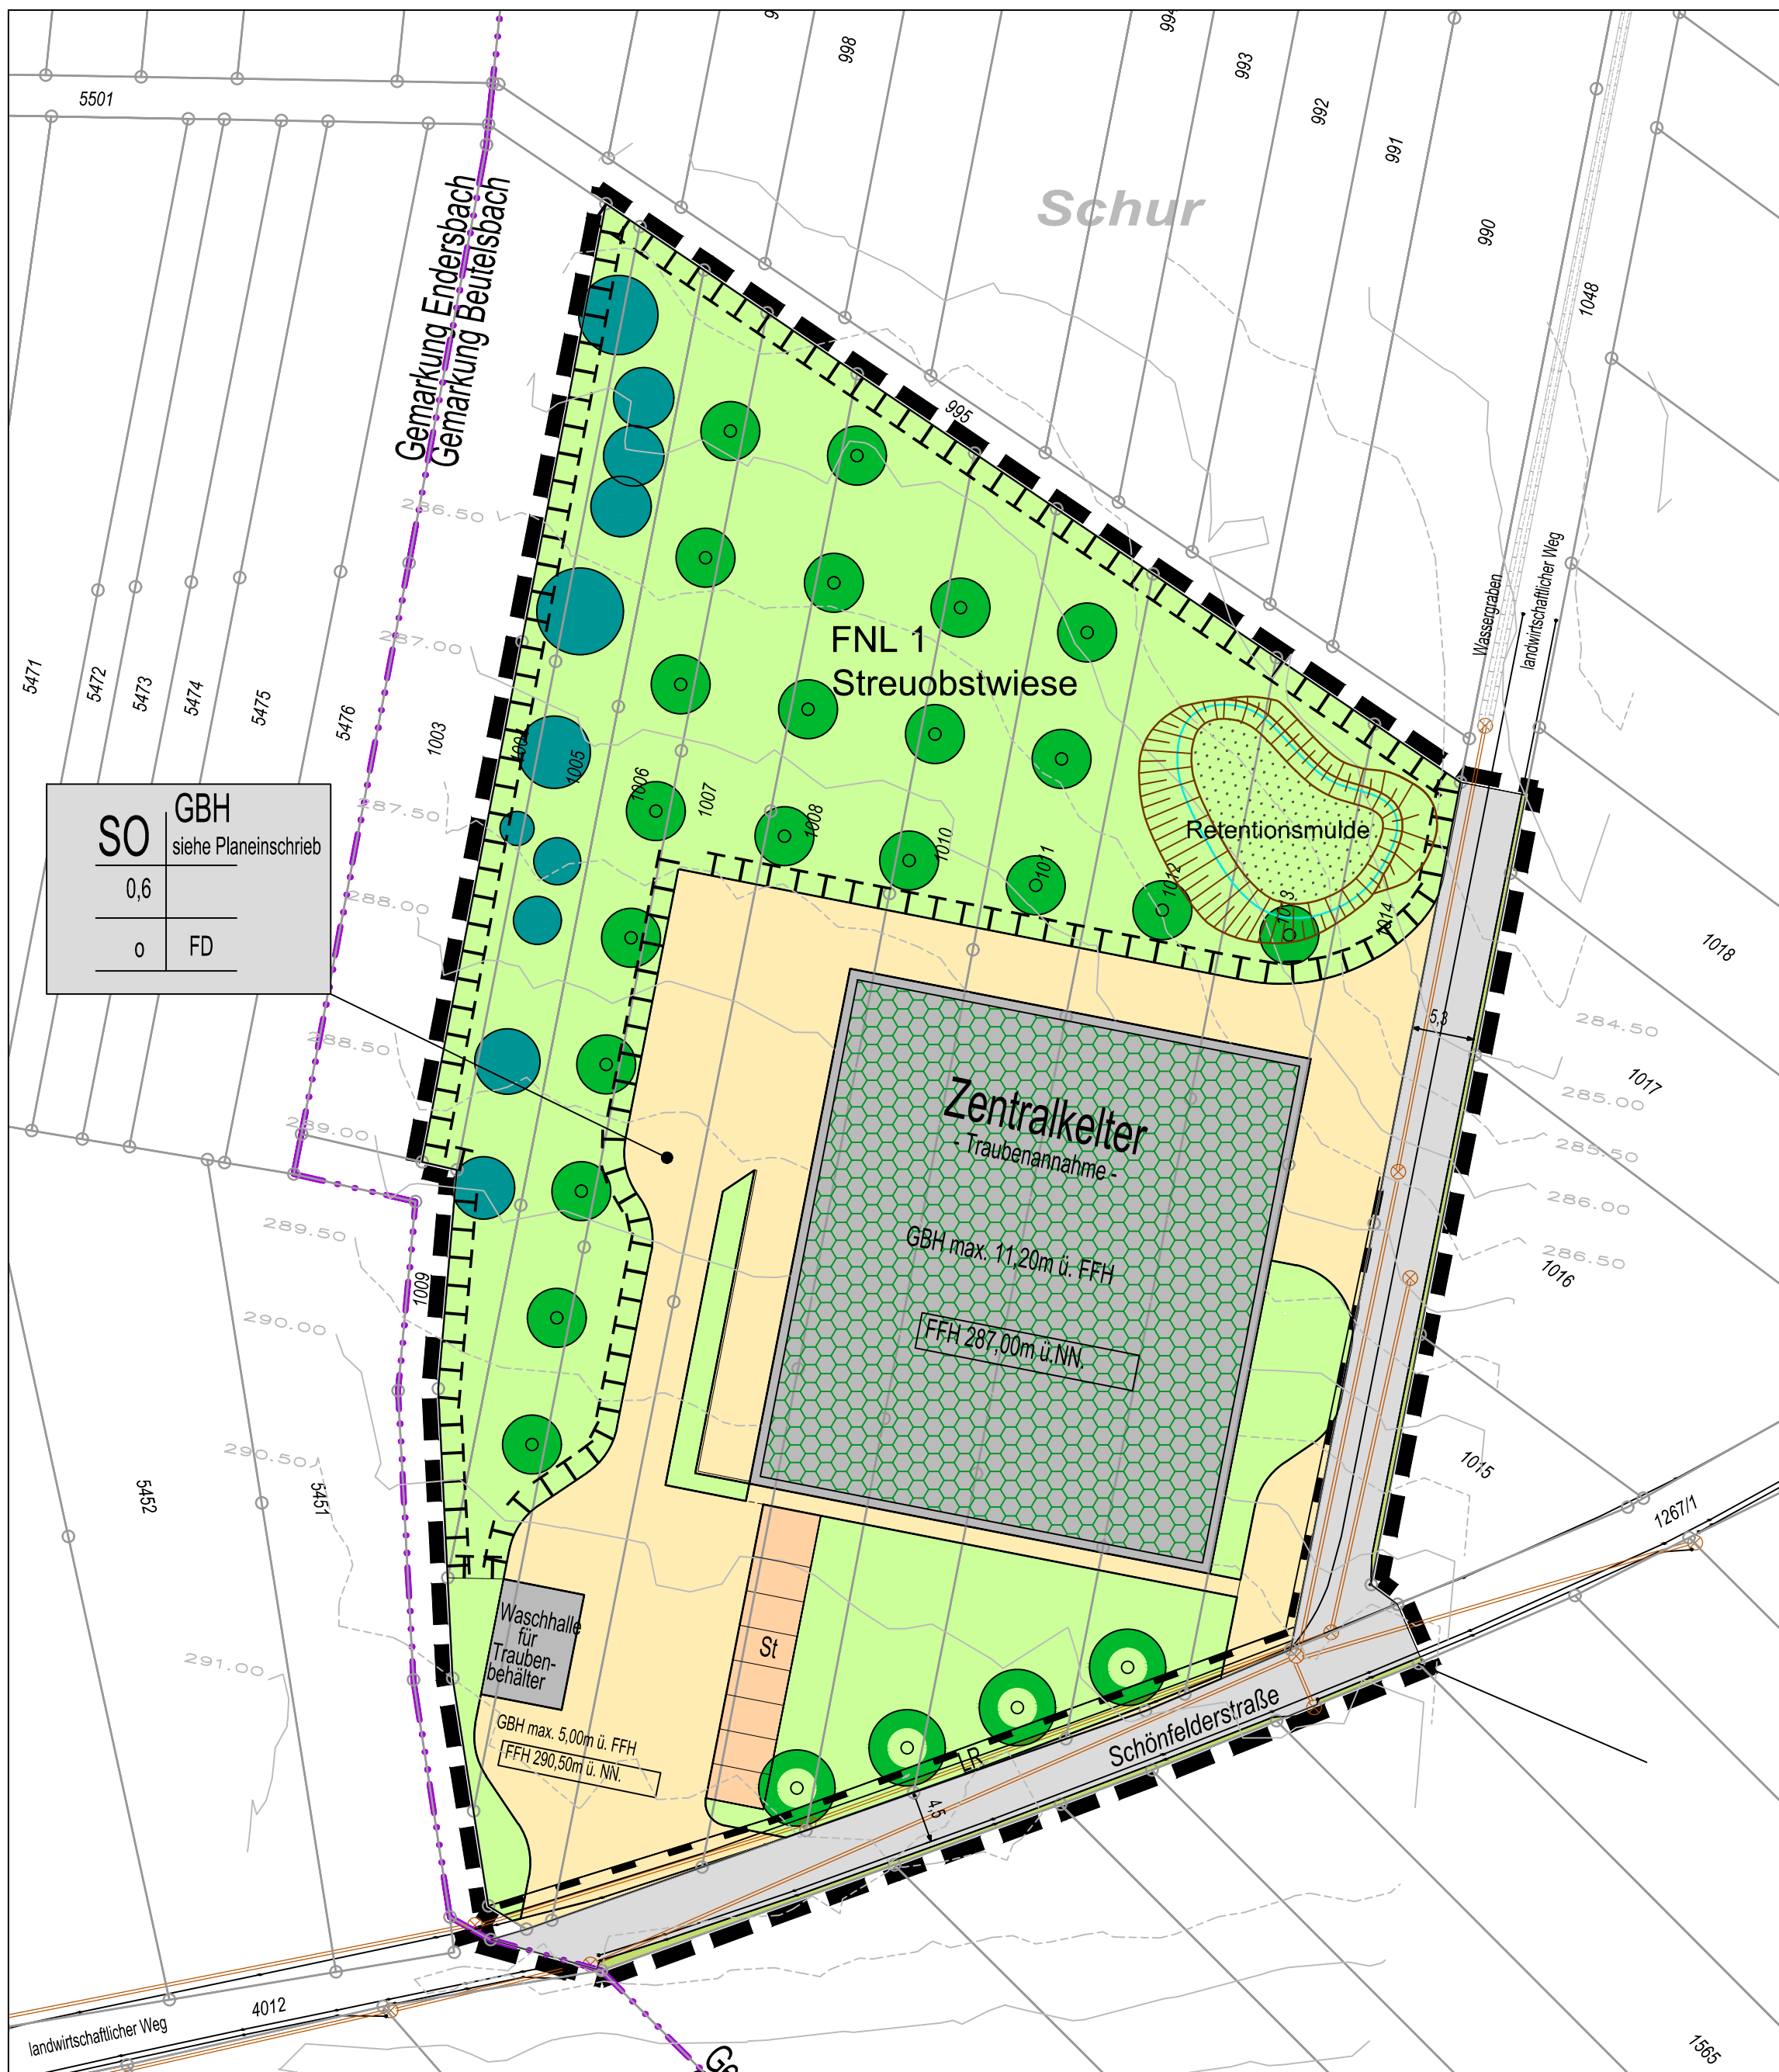 5501
998
994
993
992
991
990
1048
Schur
Gemarkung Endersbach
Gemarkung Beutelsbach
995
Wassergraben
landwirtschaftlicher Weg
286.50
287.00
287.50
288.00
288.50
289.00
289.50
290.00
290.50
291.00
5471
5472
5473
5474
5475
5476
1003
FNL 1
Streuobstwiese
1005
1006
1007
1008
1010
1011
1012
1013
1014
Retentionsmulde
SO
GBH
siehe Planeinschrieb
0,6
o
FD
1018
5,3
284.50
1017
285.00
285.50
286.00
286.50
1016
1015
Zentralkelter
- Traubenannahme -
GBH max. 11,20m ü. FFH
FFH 287,00m ü.NN.
1009
5452
5451
1267/1
Waschhalle
für
Trauben-
behälter
St
GBH max. 5,00m ü. FFH
FFH 290,50m ü. NN.
LR
4,5
Schönfelderstraße
4012
landwirtschaftlicher Weg
1565